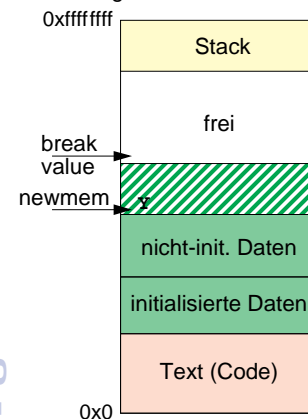 0xffffffff
Stack
frei
break
value
newmem
Y
nicht-init. Daten
initialisierte Daten
Text (Code)
0x0